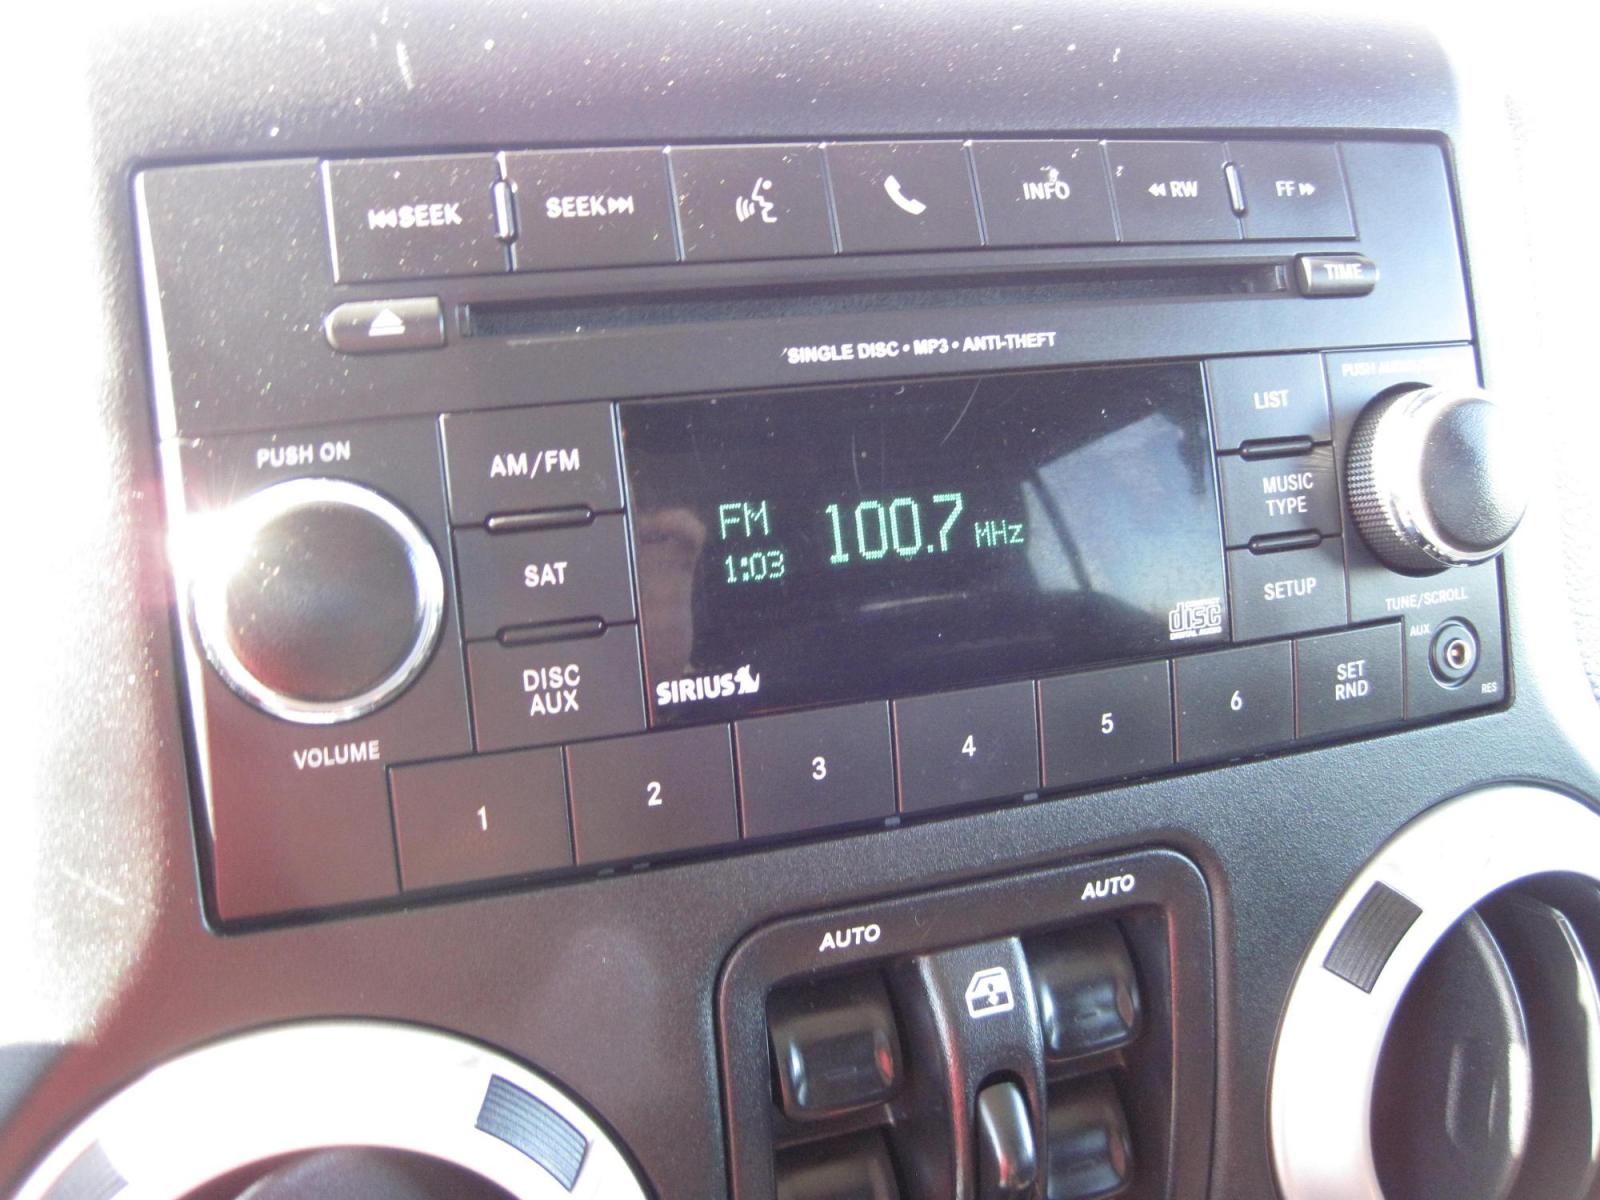 SEEK SEEK INFO RW FF
TIME
SINGLE DISC • MP3 • ANTI-THEFT
PUSH AUDIO
PUSH ON
AM/FM
LIST
MUSIC
TYPE
FM 100.7 MHz
1:03
SAT
SETUP
disc
TUNE/SCROLL
AUX
DISC
AUX
SIRIUS
SET
RND
RES
VOLUME
1 2 3 4 5 6
AUTO AUTO